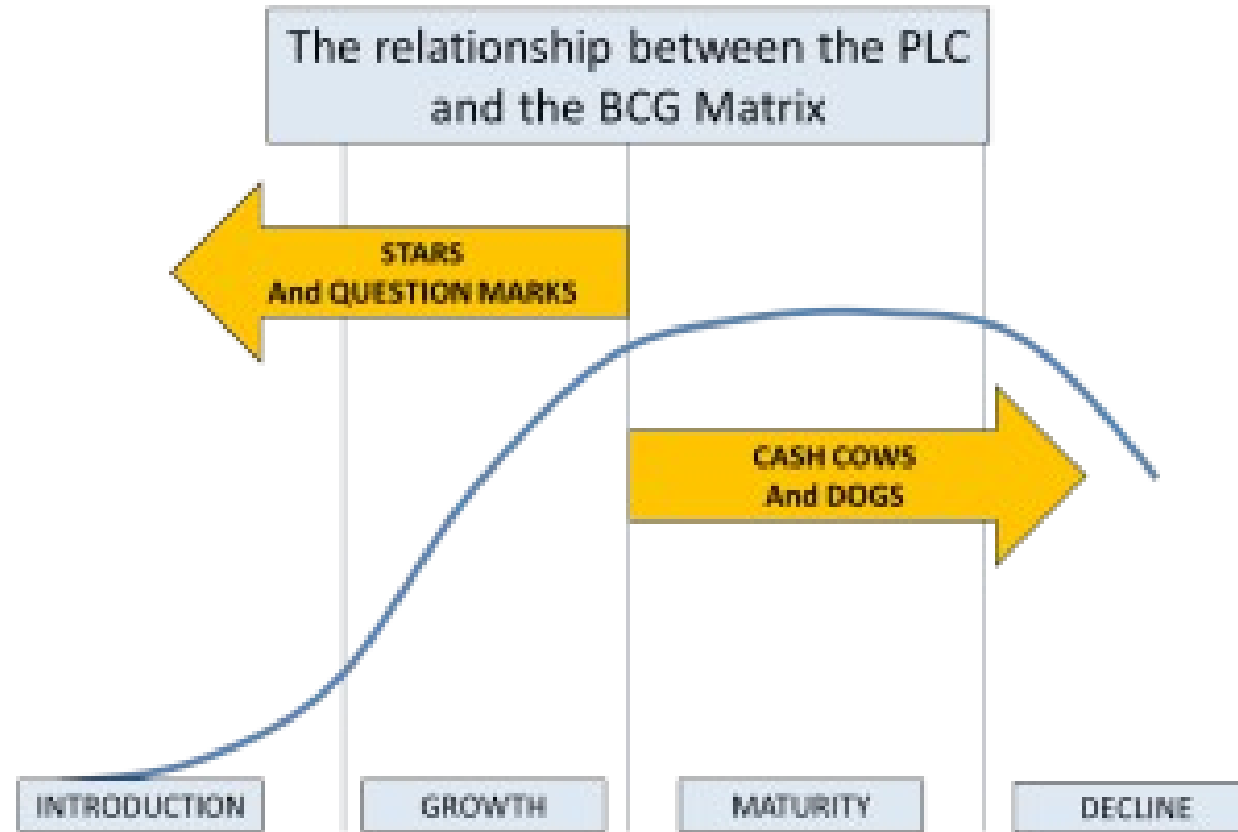 The relationship between the PLC
and the BCG Matrix
STARS
And QUESTION MARKS
CASH COWS
And DOGS
INTRODUCTION
GROWTH
MATURITY
DECLINE